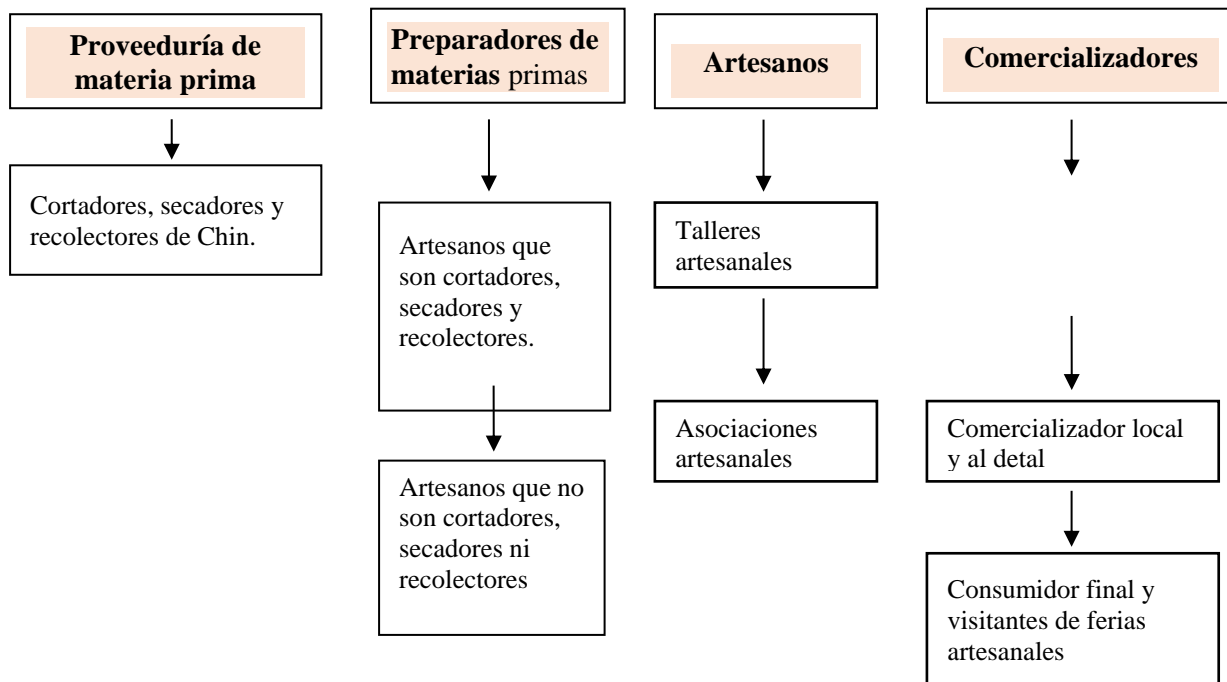 Proveeduría de
materia prima
Preparadores de
materias primas
Artesanos
Comercializadores
Cortadores, secadores y
recolectores de Chin.
Artesanos que
son cortadores,
secadores y
recolectores.
Artesanos que no
son cortadores,
secadores ni
recolectores
Talleres
artesanales
Asociaciones
artesanales
Comercializador local
y al detal
Consumidor final y
visitantes de ferias
artesanales